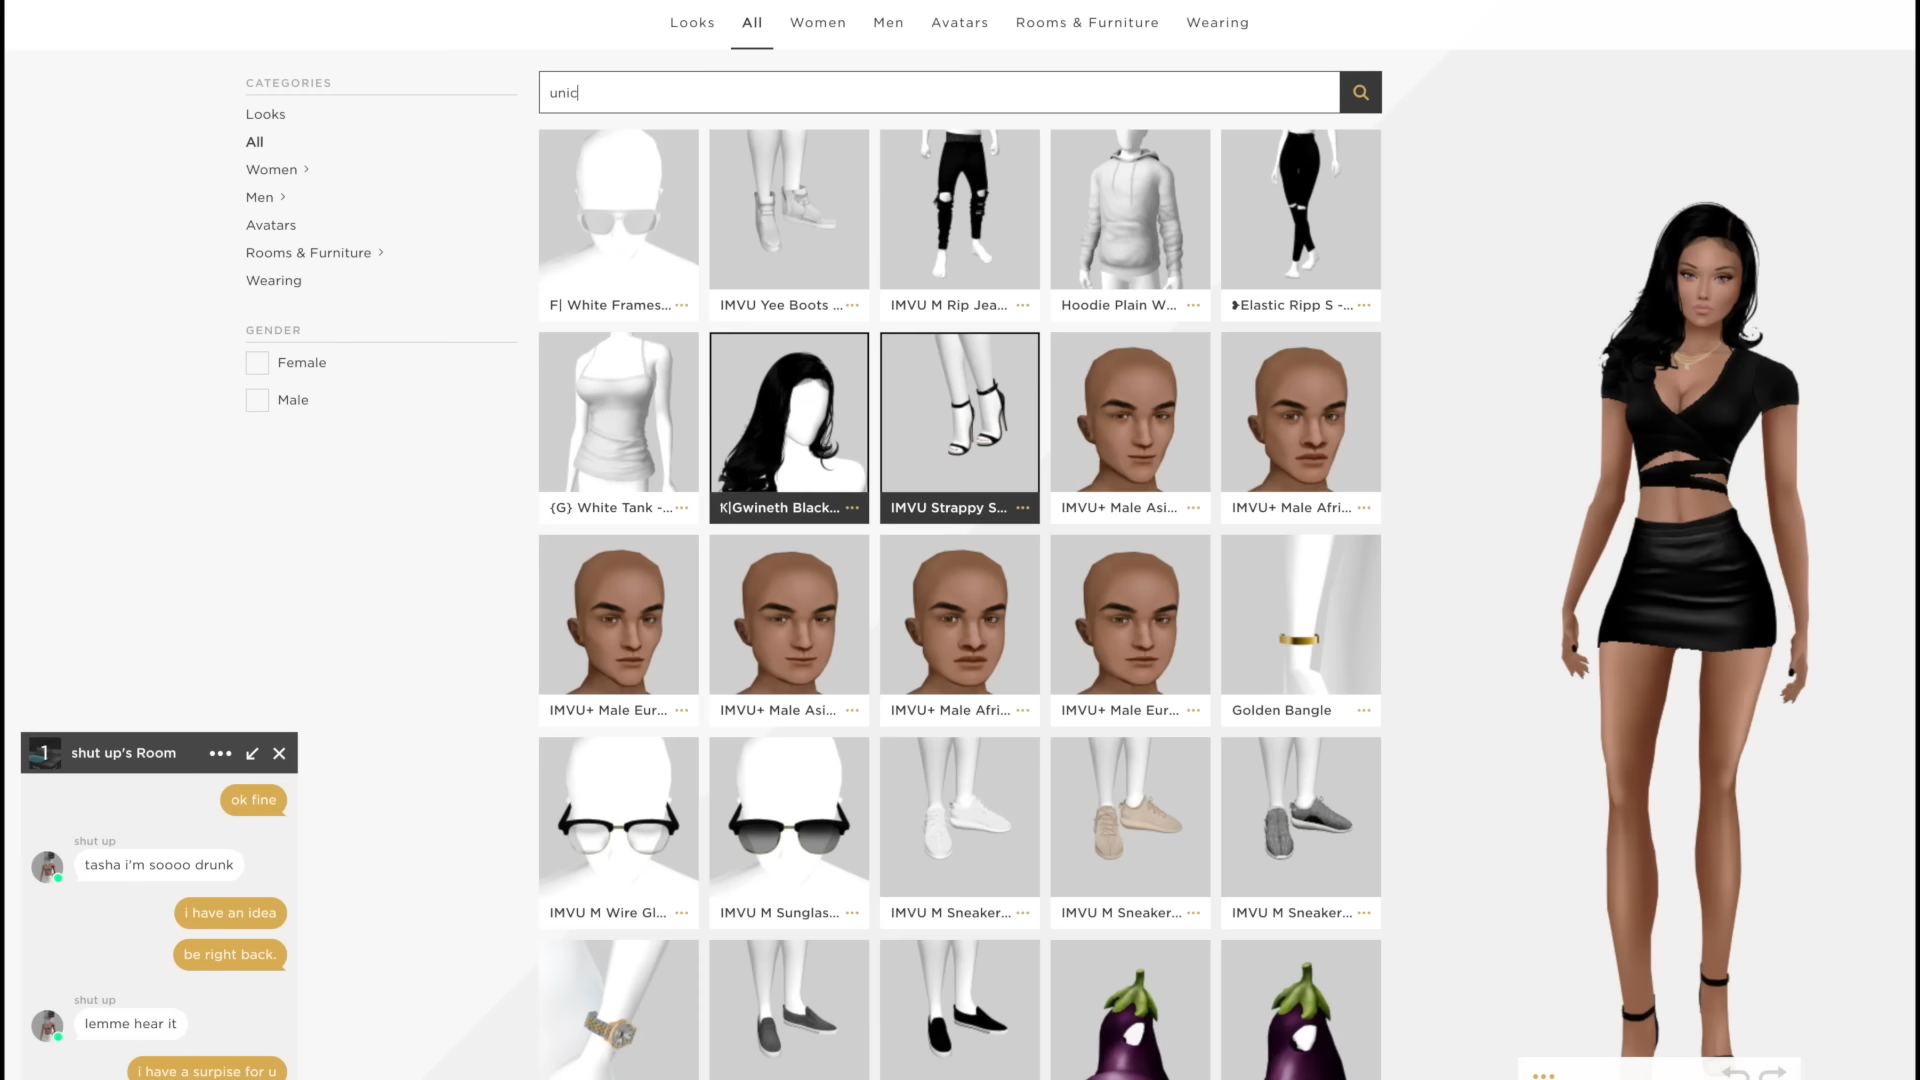 Looks All Women Men Avatars Rooms & Furniture Wearing
CATEGORIES
Looks
All
Women
Men
Avatars
Rooms & Furniture
Wearing
GENDER
Female
Male
unic
F| White Frames... IMVU Yee Boots ... IMVU M Rip Jea... Hoodie Plain W... ❥Elastic Ripp S -...
{G} White Tank -... K|Gwineth Black... IMVU Strappy S... IMVU+ Male Asi... IMVU+ Male Afri...
IMVU+ Male Eur... IMVU+ Male Asi... IMVU+ Male Afri... IMVU+ Male Eur... Golden Bangle
IMVU M Wire Gl... IMVU M Sunglas... IMVU M Sneaker... IMVU M Sneaker... IMVU M Sneaker...
1 shut up's Room
ok fine
shut up
tasha i'm soooo drunk
i have an idea
be right back.
shut up
lemme hear it
i have a surpise for u